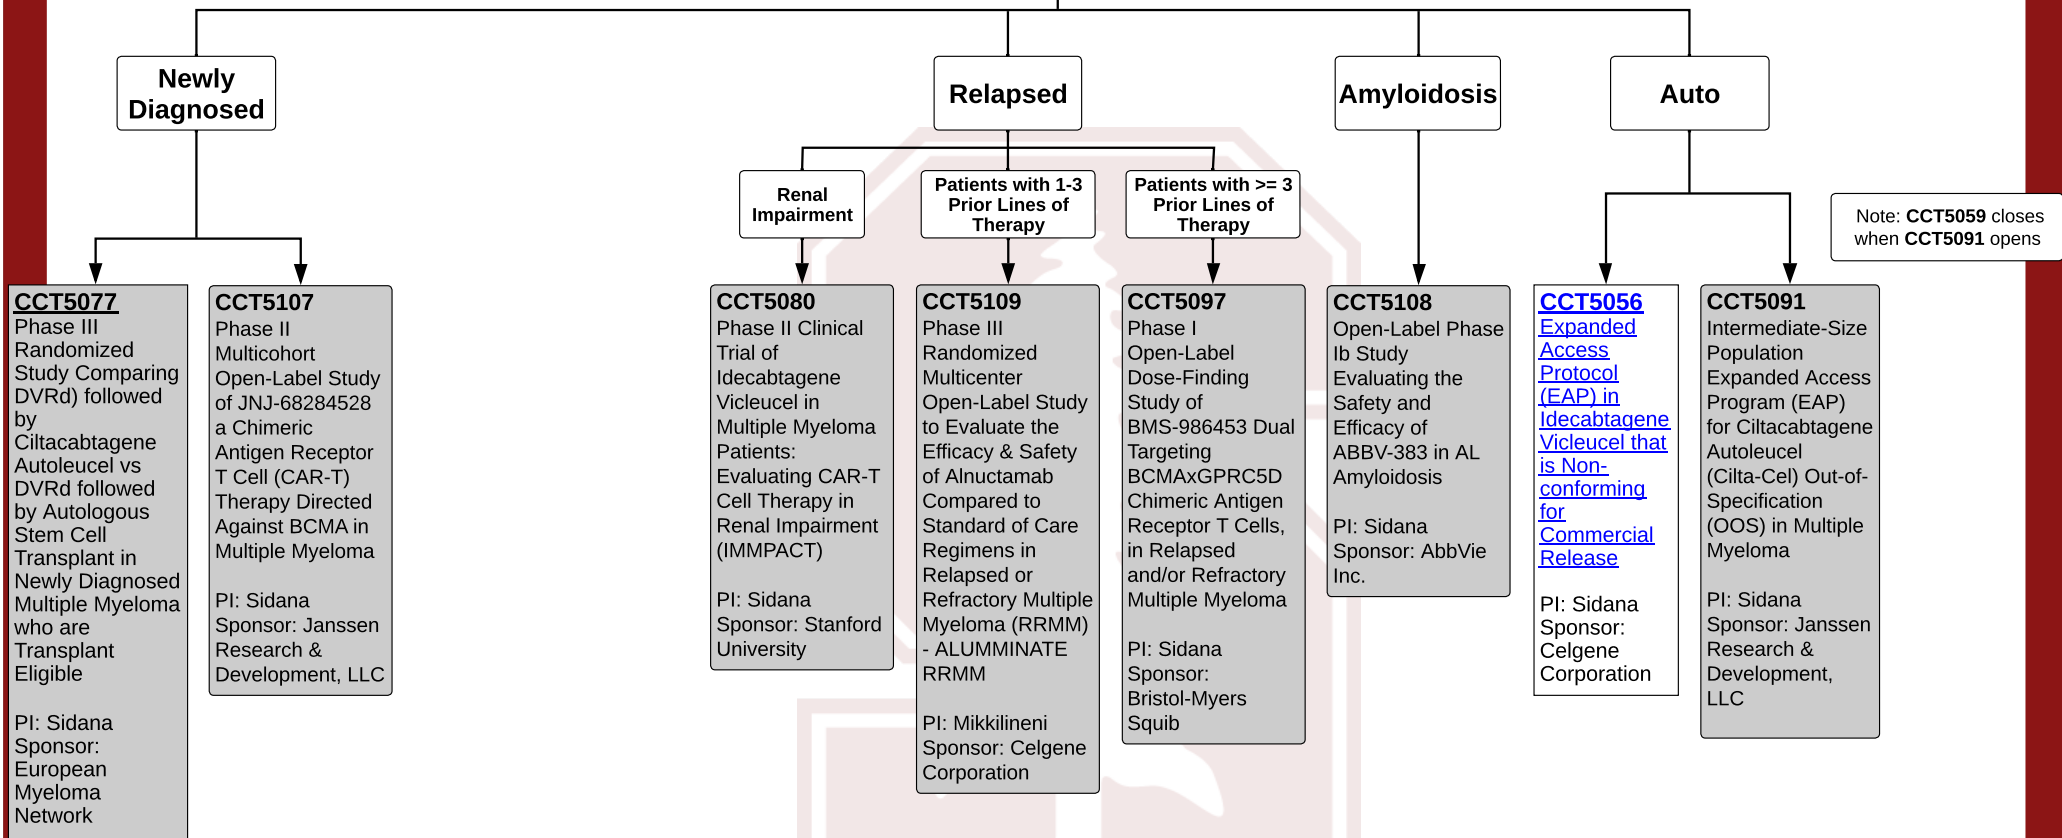 Newly
Diagnosed
Relapsed
Amyloidosis
Auto
Renal
Impairment
Patients with 1-3
Prior Lines of
Therapy
Patients with >= 3
Prior Lines of
Therapy
Note: CCT5059 closes
when CCT5091 opens
CCT5077
Phase III
Randomized
Study Comparing
DVRd) followed
by
Ciltacabtagene
Autoleucel vs
DVRd followed
by Autologous
Stem Cell
Transplant in
Newly Diagnosed
Multiple Myeloma
who are
Transplant
Eligible
PI: Sidana
Sponsor:
European
Myeloma
Network
CCT5107
Phase II
Multicohort
Open-Label Study
of JNJ-68284528
a Chimeric
Antigen Receptor
T Cell (CAR-T)
Therapy Directed
Against BCMA in
Multiple Myeloma
PI: Sidana
Sponsor: Janssen
Research &
Development, LLC
CCT5080
Phase II Clinical
Trial of
Idecabtagene
Vicleucel in
Multiple Myeloma
Patients:
Evaluating CAR-T
Cell Therapy in
Renal Impairment
(IMMPACT)
PI: Sidana
Sponsor: Stanford
University
CCT5109
Phase III
Randomized
Multicenter
Open-Label Study
to Evaluate the
Efficacy & Safety
of Alnuctamab
Compared to
Standard of Care
Regimens in
Relapsed or
Refractory Multiple
Myeloma (RRMM)
- ALUMMINATE
RRMM
PI: Mikkilineni
Sponsor: Celgene
Corporation
CCT5097
Phase I
Open-Label
Dose-Finding
Study of
BMS-986453 Dual
Targeting
BCMAxGPRC5D
Chimeric Antigen
Receptor T Cells,
in Relapsed
and/or Refractory
Multiple Myeloma
PI: Sidana
Sponsor:
Bristol-Myers
Squib
CCT5108
Open-Label Phase
Ib Study
Evaluating the
Safety and
Efficacy of
ABBV-383 in AL
Amyloidosis
PI: Sidana
Sponsor: AbbVie
Inc.
CCT5056
Expanded
Access
Protocol
(EAP) in
Idecabtagene
Vicleucel that
is Non-
conforming
for
Commercial
Release
PI: Sidana
Sponsor:
Celgene
Corporation
CCT5091
Intermediate-Size
Population
Expanded Access
Program (EAP)
for Ciltacabtagene
Autoleucel
(Cilta-Cel) Out-of-
Specification
(OOS) in Multiple
Myeloma
PI: Sidana
Sponsor: Janssen
Research &
Development,
LLC